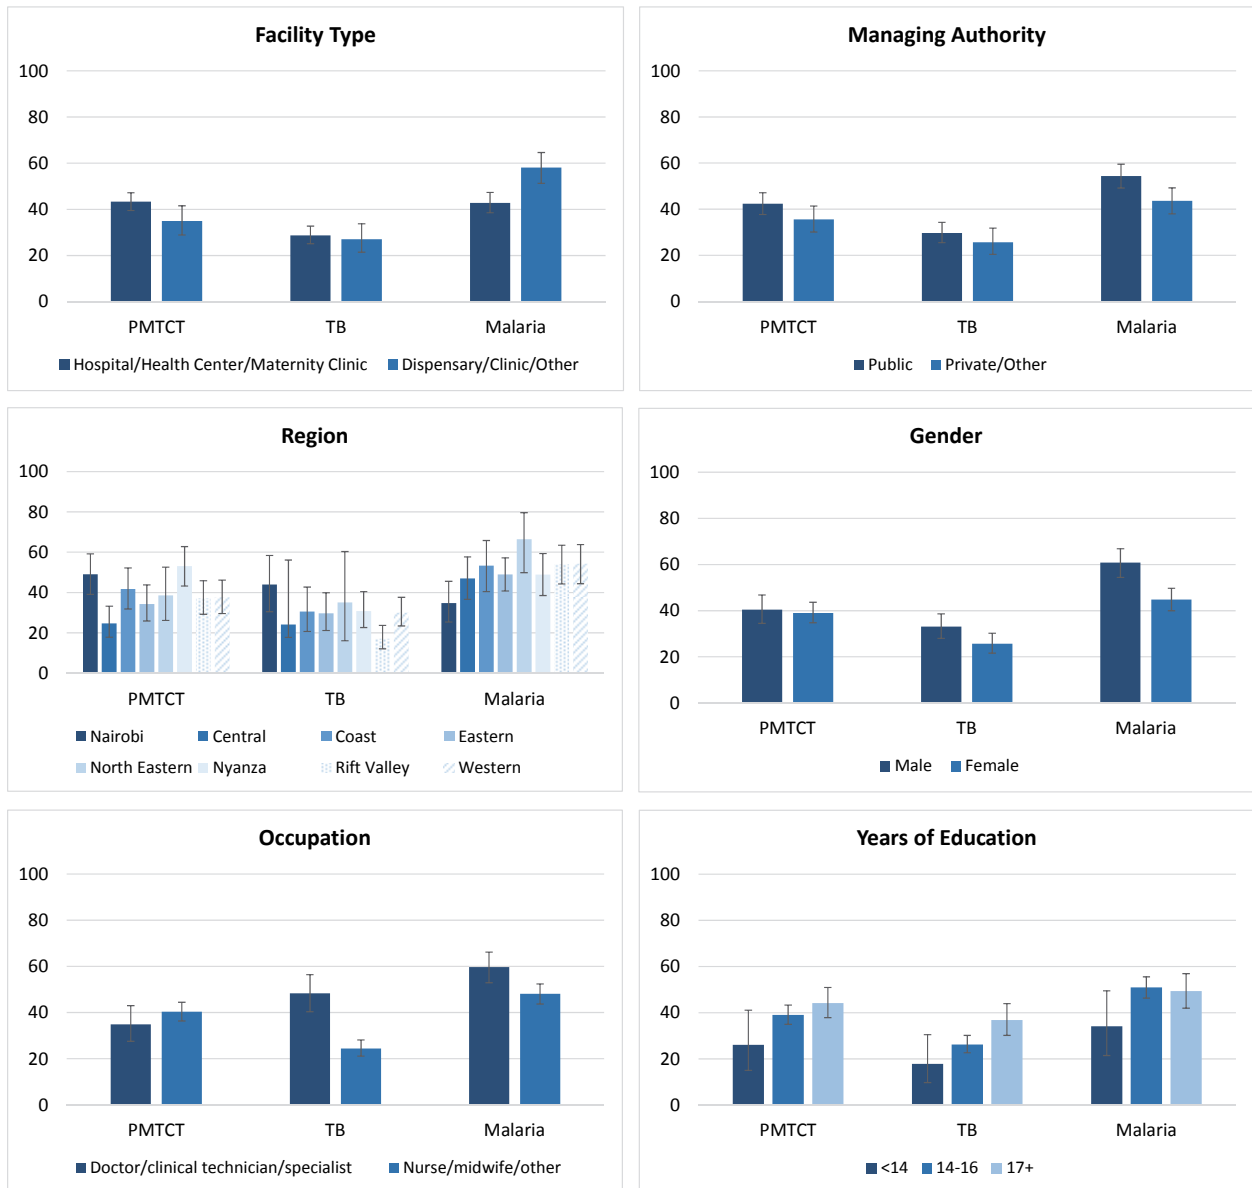 Facility Type
100
80
60
40
20
0
PMTCT TB Malaria
Hospital/Health Center/Maternity Clinic Dispensary/Clinic/Other
Managing Authority
100
80
60
40
20
0
PMTCT TB Malaria
Public Private/Other
Region
100
80
60
40
20
0
PMTCT TB Malaria
Nairobi Central Coast Eastern
North Eastern Nyanza Rift Valley Western
Gender
100
80
60
40
20
0
PMTCT TB Malaria
Male Female
Occupation
100
80
60
40
20
0
PMTCT TB Malaria
Doctor/clinical technician/specialist Nurse/midwife/other
Years of Education
100
80
60
40
20
0
PMTCT TB Malaria
<14 14-16 17+